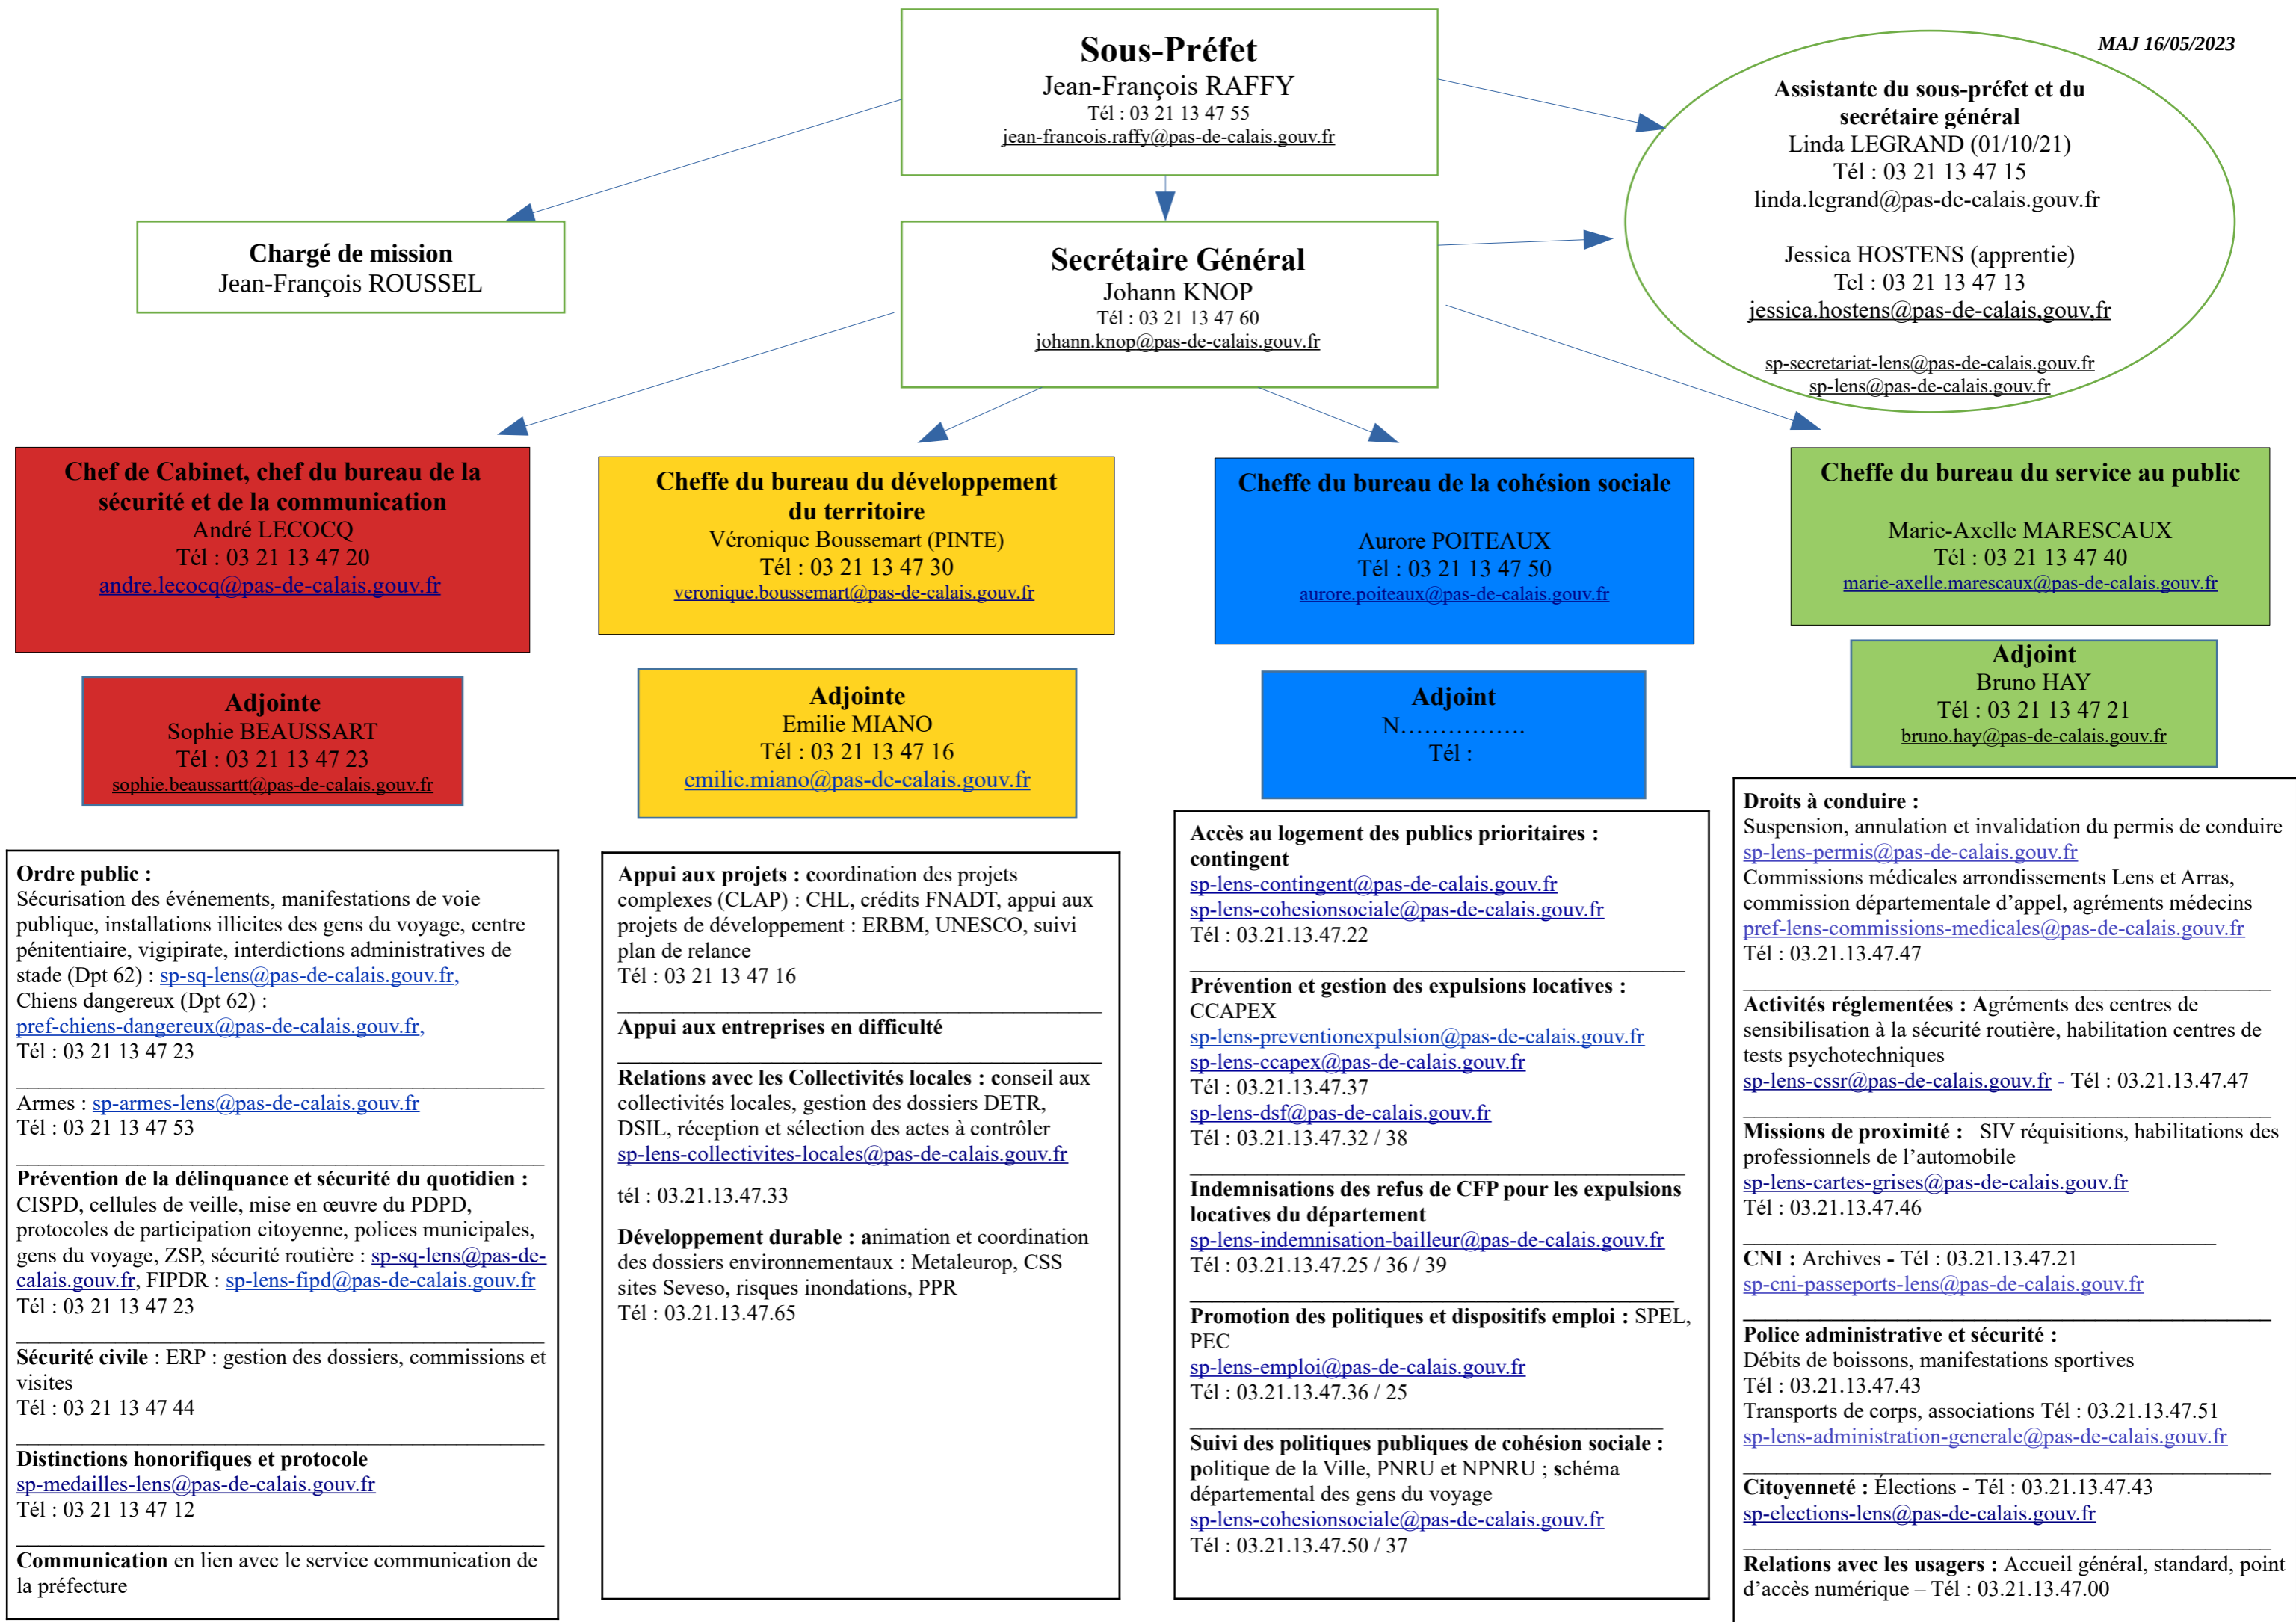 MAJ 16/05/2023
Sous-Préfet
Jean-François RAFFY
Tél : 03 21 13 47 55
jean-francois.raffy@pas-de-calais.gouv.fr
Assistante du sous-préfet et du
secrétaire général
Linda LEGRAND (01/10/21)
Tél : 03 21 13 47 15
linda.legrand@pas-de-calais.gouv.fr
Jessica HOSTENS (apprentie)
Tel : 03 21 13 47 13
jessica.hostens@pas-de-calais,gouv,fr
sp-secretariat-lens@pas-de-calais.gouv.fr
sp-lens@pas-de-calais.gouv.fr
Chargé de mission
Jean-François ROUSSEL
Secrétaire Général
Johann KNOP
Tél : 03 21 13 47 60
johann.knop@pas-de-calais.gouv.fr
Chef de Cabinet, chef du bureau de la
sécurité et de la communication
André LECOCQ
Tél : 03 21 13 47 20
andre.lecocq@pas-de-calais.gouv.fr
Adjointe
Sophie BEAUSSART
Tél : 03 21 13 47 23
sophie.beaussartt@pas-de-calais.gouv.fr
Ordre public :
Sécurisation des événements, manifestations de voie
publique, installations illicites des gens du voyage, centre
pénitentiaire, vigipirate, interdictions administratives de
stade (Dpt 62) : sp-sq-lens@pas-de-calais.gouv.fr,
Chiens dangereux (Dpt 62) :
pref-chiens-dangereux@pas-de-calais.gouv.fr,
Tél : 03 21 13 47 23
Armes : sp-armes-lens@pas-de-calais.gouv.fr
Tél : 03 21 13 47 53
Prévention de la délinquance et sécurité du quotidien :
CISPD, cellules de veille, mise en œuvre du PDPD,
protocoles de participation citoyenne, polices municipales,
gens du voyage, ZSP, sécurité routière : sp-sq-lens@pas-de-
calais.gouv.fr, FIPDR : sp-lens-fipd@pas-de-calais.gouv.fr
Tél : 03 21 13 47 23
Sécurité civile : ERP : gestion des dossiers, commissions et
visites
Tél : 03 21 13 47 44
Distinctions honorifiques et protocole
sp-medailles-lens@pas-de-calais.gouv.fr
Tél : 03 21 13 47 12
Communication en lien avec le service communication de
la préfecture
Cheffe du bureau du développement
du territoire
Véronique Boussemart (PINTE)
Tél : 03 21 13 47 30
veronique.boussemart@pas-de-calais.gouv.fr
Adjointe
Emilie MIANO
Tél : 03 21 13 47 16
emilie.miano@pas-de-calais.gouv.fr
Appui aux projets : coordination des projets
complexes (CLAP) : CHL, crédits FNADT, appui aux
projets de développement : ERBM, UNESCO, suivi
plan de relance
Tél : 03 21 13 47 16
Appui aux entreprises en difficulté
Relations avec les Collectivités locales : conseil aux
collectivités locales, gestion des dossiers DETR,
DSIL, réception et sélection des actes à contrôler
sp-lens-collectivites-locales@pas-de-calais.gouv.fr
tél : 03.21.13.47.33
Développement durable : animation et coordination
des dossiers environnementaux : Metaleurop, CSS
sites Seveso, risques inondations, PPR
Tél : 03.21.13.47.65
Cheffe du bureau de la cohésion sociale
Aurore POITEAUX
Tél : 03 21 13 47 50
aurore.poiteaux@pas-de-calais.gouv.fr
Adjoint
N…………….
Tél :
Accès au logement des publics prioritaires :
contingent
sp-lens-contingent@pas-de-calais.gouv.fr
sp-lens-cohesionsociale@pas-de-calais.gouv.fr
Tél : 03.21.13.47.22
Prévention et gestion des expulsions locatives :
CCAPEX
sp-lens-preventionexpulsion@pas-de-calais.gouv.fr
sp-lens-ccapex@pas-de-calais.gouv.fr
Tél : 03.21.13.47.37
sp-lens-dsf@pas-de-calais.gouv.fr
Tél : 03.21.13.47.32 / 38
Indemnisations des refus de CFP pour les expulsions
locatives du département
sp-lens-indemnisation-bailleur@pas-de-calais.gouv.fr
Tél : 03.21.13.47.25 / 36 / 39
Promotion des politiques et dispositifs emploi : SPEL,
PEC
sp-lens-emploi@pas-de-calais.gouv.fr
Tél : 03.21.13.47.36 / 25
Suivi des politiques publiques de cohésion sociale :
politique de la Ville, PNRU et NPNRU ; schéma
départemental des gens du voyage
sp-lens-cohesionsociale@pas-de-calais.gouv.fr
Tél : 03.21.13.47.50 / 37
Cheffe du bureau du service au public
Marie-Axelle MARESCAUX
Tél : 03 21 13 47 40
marie-axelle.marescaux@pas-de-calais.gouv.fr
Adjoint
Bruno HAY
Tél : 03 21 13 47 21
bruno.hay@pas-de-calais.gouv.fr
Droits à conduire :
Suspension, annulation et invalidation du permis de conduire
sp-lens-permis@pas-de-calais.gouv.fr
Commissions médicales arrondissements Lens et Arras,
commission départementale d’appel, agréments médecins
pref-lens-commissions-medicales@pas-de-calais.gouv.fr
Tél : 03.21.13.47.47
Activités réglementées : Agréments des centres de
sensibilisation à la sécurité routière, habilitation centres de
tests psychotechniques
sp-lens-cssr@pas-de-calais.gouv.fr - Tél : 03.21.13.47.47
Missions de proximité : SIV réquisitions, habilitations des
professionnels de l’automobile
sp-lens-cartes-grises@pas-de-calais.gouv.fr
Tél : 03.21.13.47.46
CNI : Archives - Tél : 03.21.13.47.21
sp-cni-passeports-lens@pas-de-calais.gouv.fr
Police administrative et sécurité :
Débits de boissons, manifestations sportives
Tél : 03.21.13.47.43
Transports de corps, associations Tél : 03.21.13.47.51
sp-lens-administration-generale@pas-de-calais.gouv.fr
Citoyenneté : Élections - Tél : 03.21.13.47.43
sp-elections-lens@pas-de-calais.gouv.fr
Relations avec les usagers : Accueil général, standard, point
d’accès numérique – Tél : 03.21.13.47.00